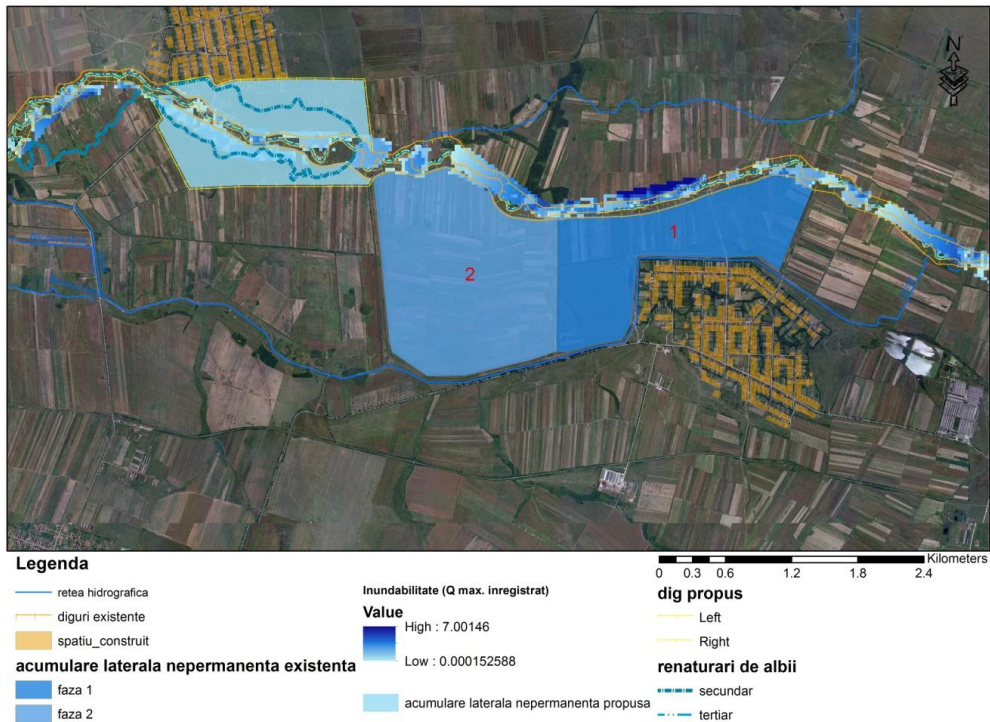 N
1
2
Legenda
retea hidrografica
diguri existente
spatiu_construit
acumulare laterala nepermanenta existenta
faza 1
faza 2
Inundabilitate (Q max. inregistrat)
Value
High : 7.00146
Low : 0.000152588
acumulare laterala nepermanenta propusa
Kilometers
0 0.3 0.6 1.2 1.8 2.4
dig propus
Left
Right
renaturari de albii
secundar
tertiar